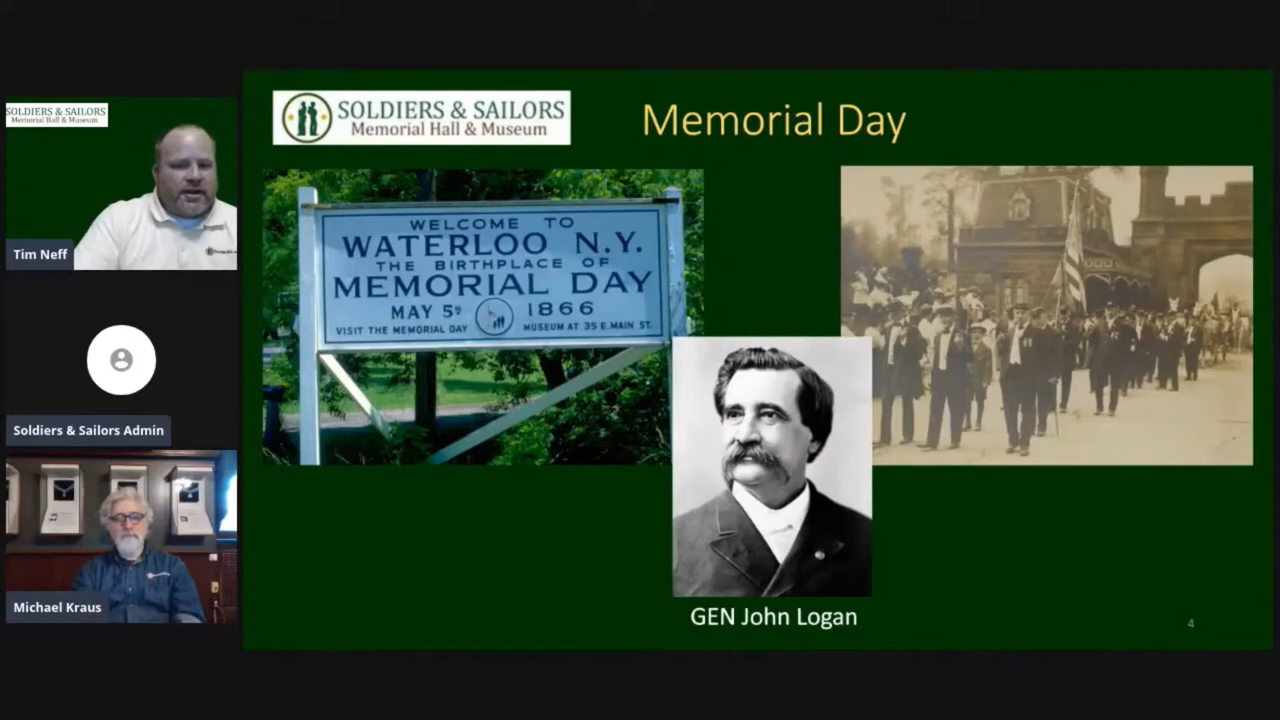 SOLDIERS & SAILORS
Memorial Hall & Museum
Tim Neff
Soldiers & Sailors Admin
Michael Kraus
SOLDIERS & SAILORS
Memorial Hall & Museum
Memorial Day
WELCOME TO
WATERLOO N.Y.
THE BIRTHPLACE OF
MEMORIAL DAY
MAY 5th 1866
VISIT THE MEMORIAL DAY MUSEUM AT 35 E. MAIN ST.
GEN John Logan
4